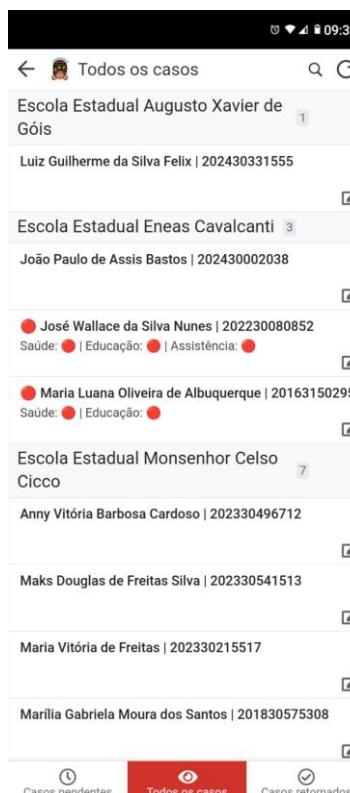 09:3
Todos os casos
Escola Estadual Augusto Xavier de
Góis
1
Luiz Guilherme da Silva Felix | 202430331555
Escola Estadual Eneas Cavalcanti 3
João Paulo de Assis Bastos | 202430002038
José Wallace da Silva Nunes | 202230080852
Saúde: 🔴 | Educação: 🔴 | Assistência: 🔴
Maria Luana Oliveira de Albuquerque | 20163150295
Saúde: 🔴 | Educação: 🔴
Escola Estadual Monsenhor Celso
Cicco
7
Anny Vitória Barbosa Cardoso | 202330496712
Maks Douglas de Freitas Silva | 202330541513
Maria Vitória de Freitas | 202330215517
Marília Gabriela Moura dos Santos | 201830575308
Casos pendentes Todos os casos Casos retornados